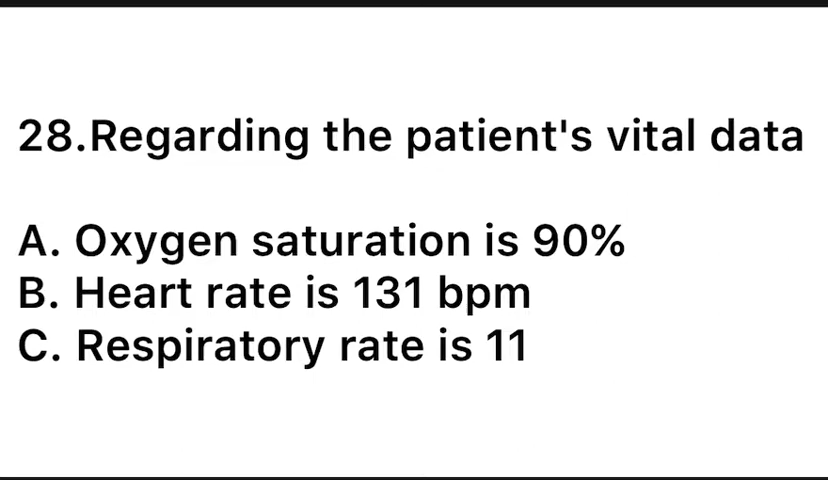 28.Regarding the patient's vital data
A. Oxygen saturation is 90%
B. Heart rate is 131 bpm
C. Respiratory rate is 11